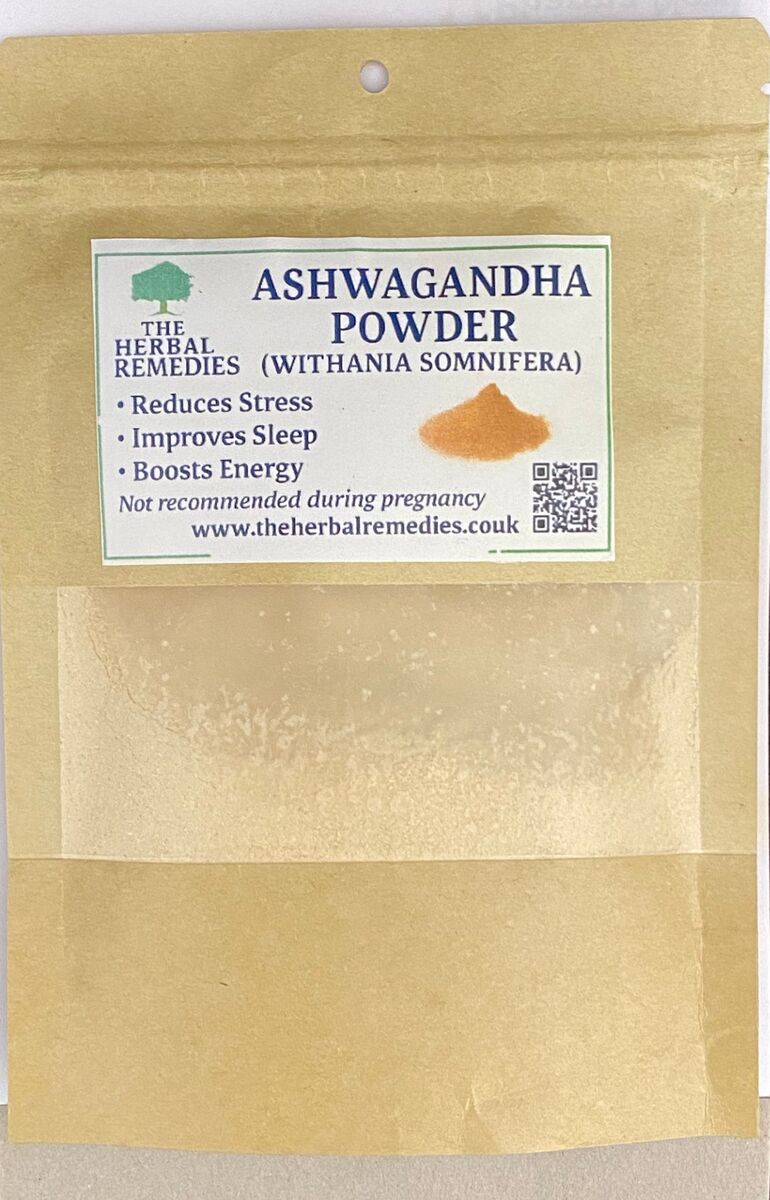 THE
HERBAL
REMEDIES
ASHWAGANDHA
POWDER
(WITHANIA SOMNIFERA)
• Reduces Stress
• Improves Sleep
• Boosts Energy
Not recommended during pregnancy
www.theherbalremedies.couk